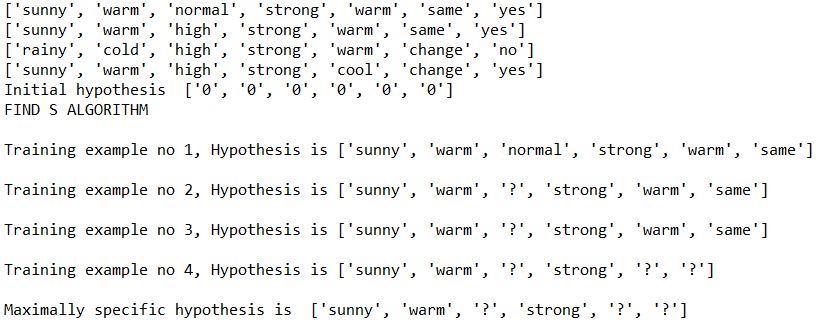 ['sunny', 'warm', 'normal', 'strong', 'warm', 'same', 'yes']
['sunny', 'warm', 'high', 'strong', 'warm', 'same', 'yes']
['rainy', 'cold', 'high', 'strong', 'warm', 'change', 'no']
['sunny', 'warm', 'high', 'strong', 'cool', 'change', 'yes']
Initial hypothesis  ['0', '0', '0', '0', '0', '0']
FIND S ALGORITHM
Training example no 1, Hypothesis is ['sunny', 'warm', 'normal', 'strong', 'warm', 'same']
Training example no 2, Hypothesis is ['sunny', 'warm', '?', 'strong', 'warm', 'same']
Training example no 3, Hypothesis is ['sunny', 'warm', '?', 'strong', 'warm', 'same']
Training example no 4, Hypothesis is ['sunny', 'warm', '?', 'strong', '?', '?']
Maximally specific hypothesis is  ['sunny', 'warm', '?', 'strong', '?', '?']